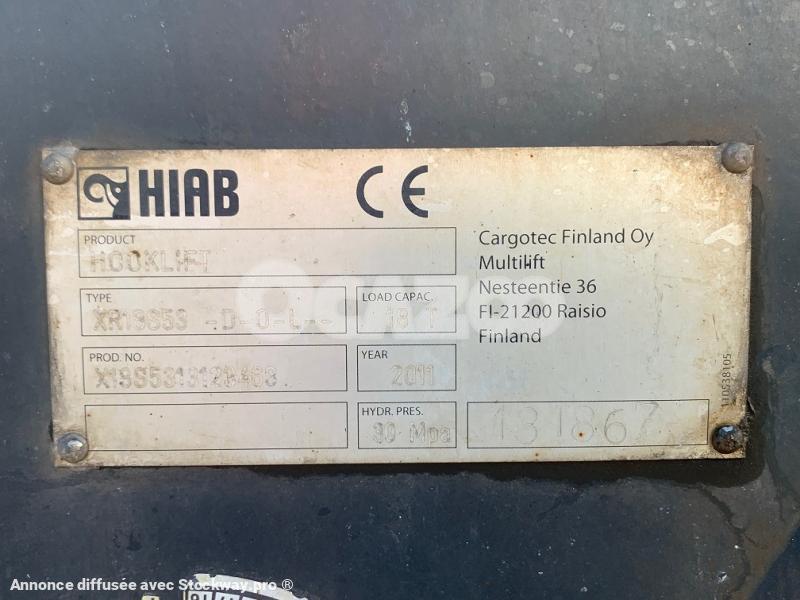 HIAB CE
PRODUCT
HOOKLIFT
TYPE
LOAD CAPAC.
18 T
PROD. NO.
YEAR
2011
HYDR. PRES.
30 Mpa
131867
Cargotec Finland Oy
Multilift
Nesteentie 36
FI-21200 Raisio
Finland
110538105
Annonce diffusée avec Stockway.pro ®